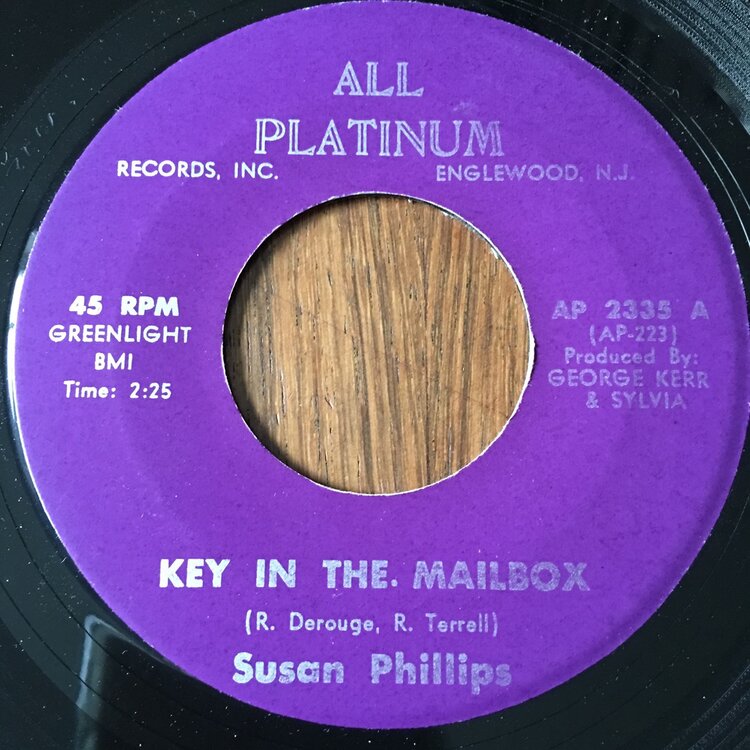 ALL
PLATINUM
RECORDS, INC.
ENGLEWOOD, N.J.
45 RPM
GREENLIGHT
BMI
Time: 2:25
AP 2335 A
(AP-223)
Produced By:
GEORGE KERR
& SYLVIA
KEY IN THE. MAILBOX
(R. Derouge, R. Terrell)
Susan Phillips